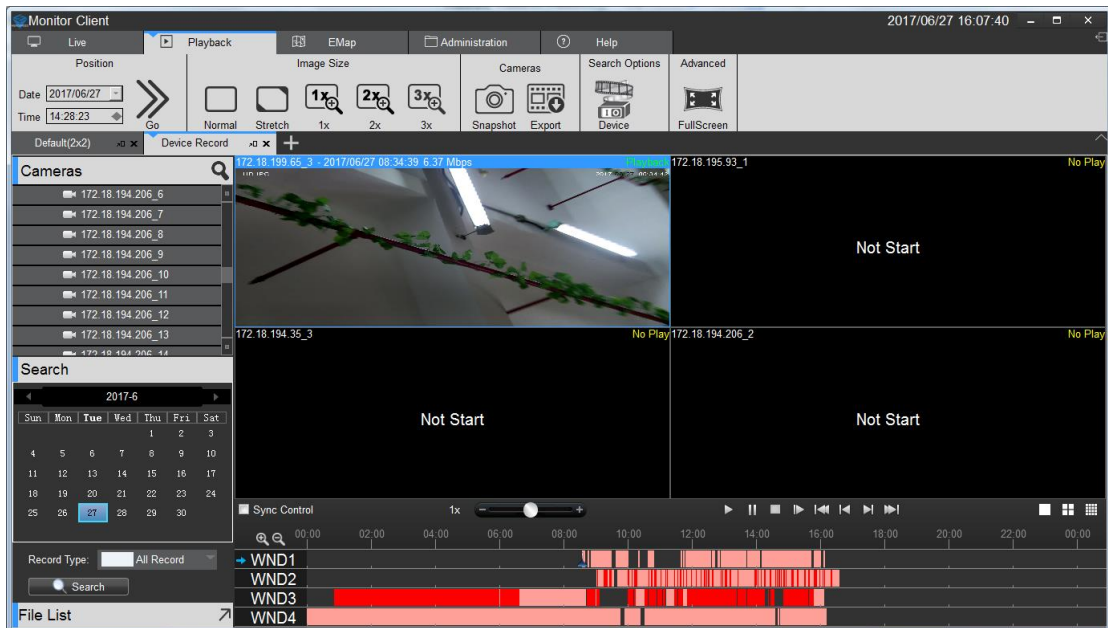 Monitor Client
2017/06/27 16:07:40
Live
Playback
EMap
Administration
Help
Position
Date 2017/06/27
Time 14:28:23
Go
Image Size
Normal
Stretch
1x
1x
2x
2x
3x
3x
Cameras
Snapshot
Export
Search Options
Device
Advanced
FullScreen
Default(2x2)
Device Record
Cameras
172.18.194.206_6
172.18.194.206_7
172.18.194.206_8
172.18.194.206_9
172.18.194.206_10
172.18.194.206_11
172.18.194.206_12
172.18.194.206_13
172.18.194.206_14
Search
2017-6
Sun Mon Tue Wed Thu Fri Sat
1 2 3
4 5 6 7 8 9 10
11 12 13 14 15 16 17
18 19 20 21 22 23 24
25 26 27 28 29 30
Record Type: All Record
Search
File List
172.18.199.65_3 - 2017/06/27 08:34:39 6.37 Mbps
Playback
172.18.195.93_1
No Play
Not Start
172.18.194.35_3
No Play
Not Start
172.18.194.206_2
No Play
Not Start
Sync Control
1x
00:00 02:00 04:00 06:00 08:00 10:00 12:00 14:00 16:00 18:00 20:00 22:00 00:00
WND1
WND2
WND3
WND4